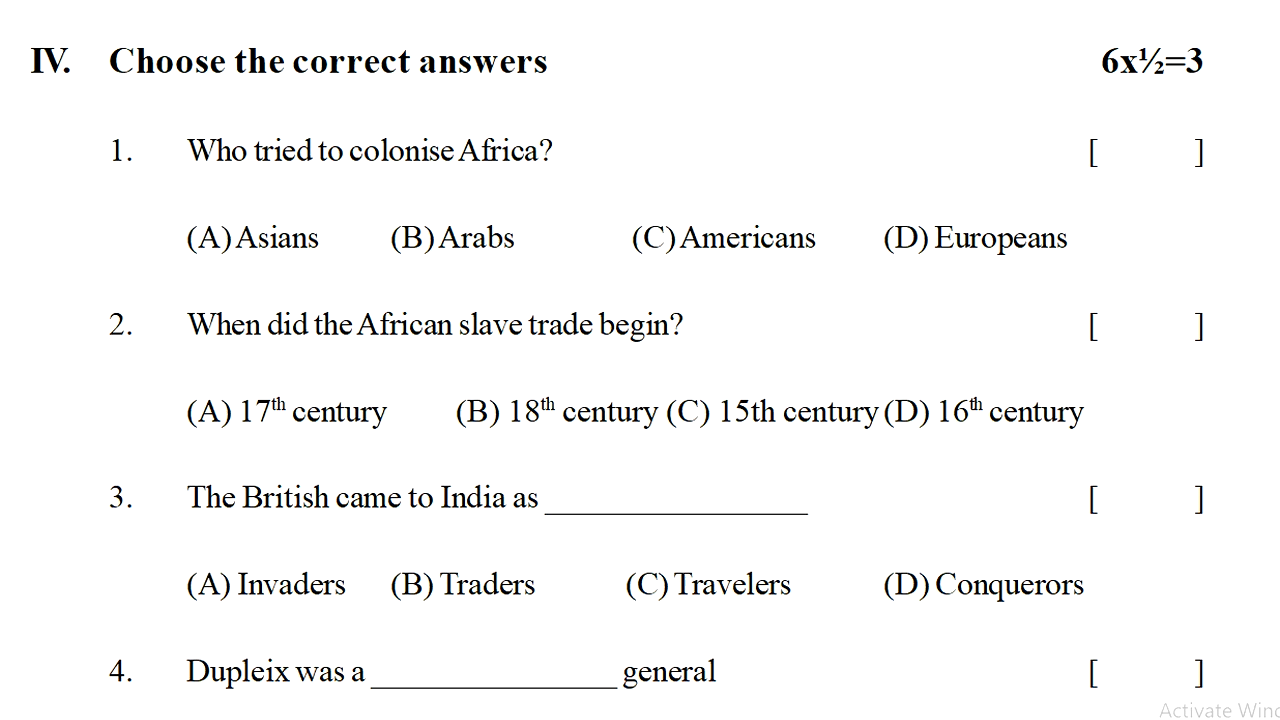 IV. Choose the correct answers 6x½=3
1. Who tried to colonise Africa? [ ]
(A) Asians (B) Arabs (C) Americans (D) Europeans
2. When did the African slave trade begin? [ ]
(A) 17th century (B) 18th century (C) 15th century (D) 16th century
3. The British came to India as ________________ [ ]
(A) Invaders (B) Traders (C) Travelers (D) Conquerors
4. Dupleix was a _______________ general [ ]
Activate